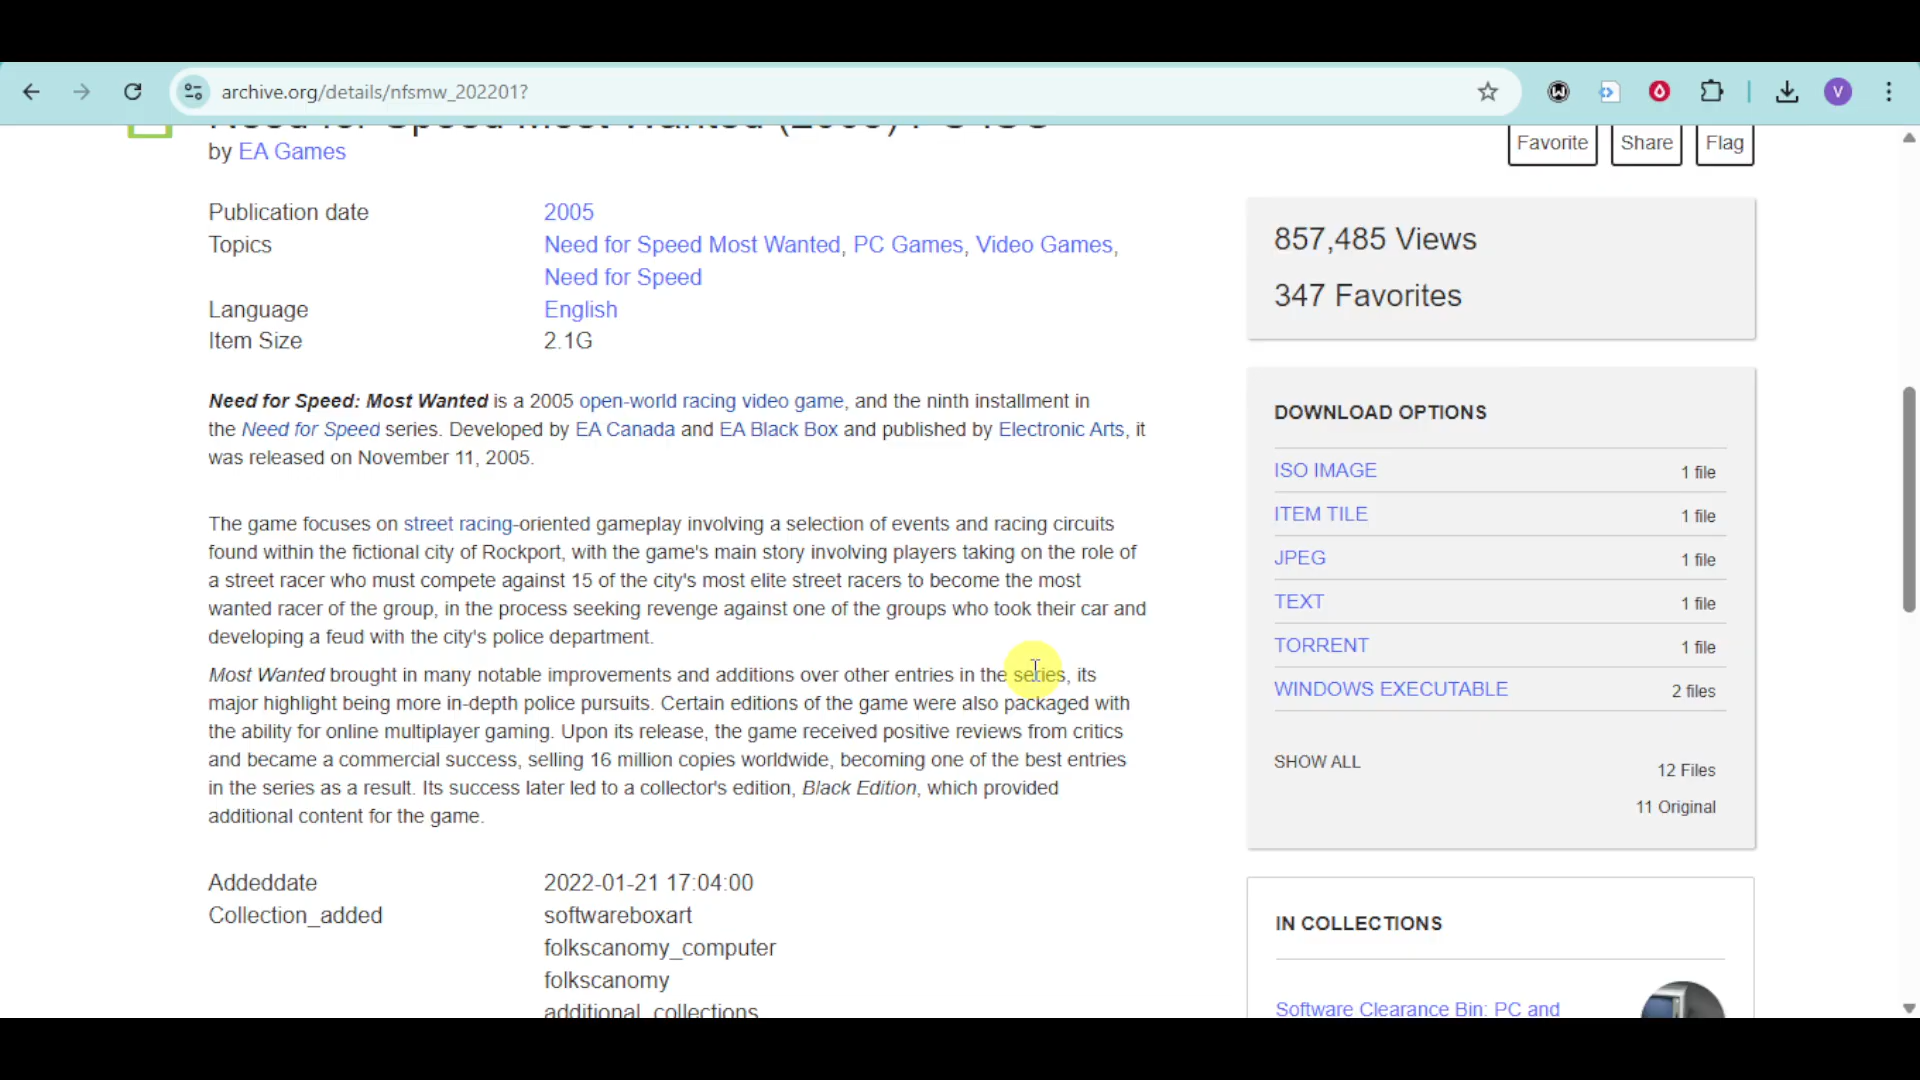 archive.org/details/nfsmw_202201?
V
Need for Speed Most Wanted (2005) PC ISO
by EA Games
Favorite
Share
Flag
Publication date 2005
Topics Need for Speed Most Wanted, PC Games, Video Games,
Need for Speed
Language English
Item Size 2.1G
857,485 Views
347 Favorites
Need for Speed: Most Wanted is a 2005 open-world racing video game, and the ninth installment in
the Need for Speed series. Developed by EA Canada and EA Black Box and published by Electronic Arts, it
was released on November 11, 2005.
The game focuses on street racing-oriented gameplay involving a selection of events and racing circuits
found within the fictional city of Rockport, with the game's main story involving players taking on the role of
a street racer who must compete against 15 of the city's most elite street racers to become the most
wanted racer of the group, in the process seeking revenge against one of the groups who took their car and
developing a feud with the city's police department.
Most Wanted brought in many notable improvements and additions over other entries in the series, its
major highlight being more in-depth police pursuits. Certain editions of the game were also packaged with
the ability for online multiplayer gaming. Upon its release, the game received positive reviews from critics
and became a commercial success, selling 16 million copies worldwide, becoming one of the best entries
in the series as a result. Its success later led to a collector's edition, Black Edition, which provided
additional content for the game.
Addeddate 2022-01-21 17:04:00
Collection_added softwareboxart
folkscanomy_computer
folkscanomy
additional_collections
DOWNLOAD OPTIONS
ISO IMAGE 1 file
ITEM TILE 1 file
JPEG 1 file
TEXT 1 file
TORRENT 1 file
WINDOWS EXECUTABLE 2 files
SHOW ALL 12 Files
11 Original
IN COLLECTIONS
Software Clearance Bin: PC and